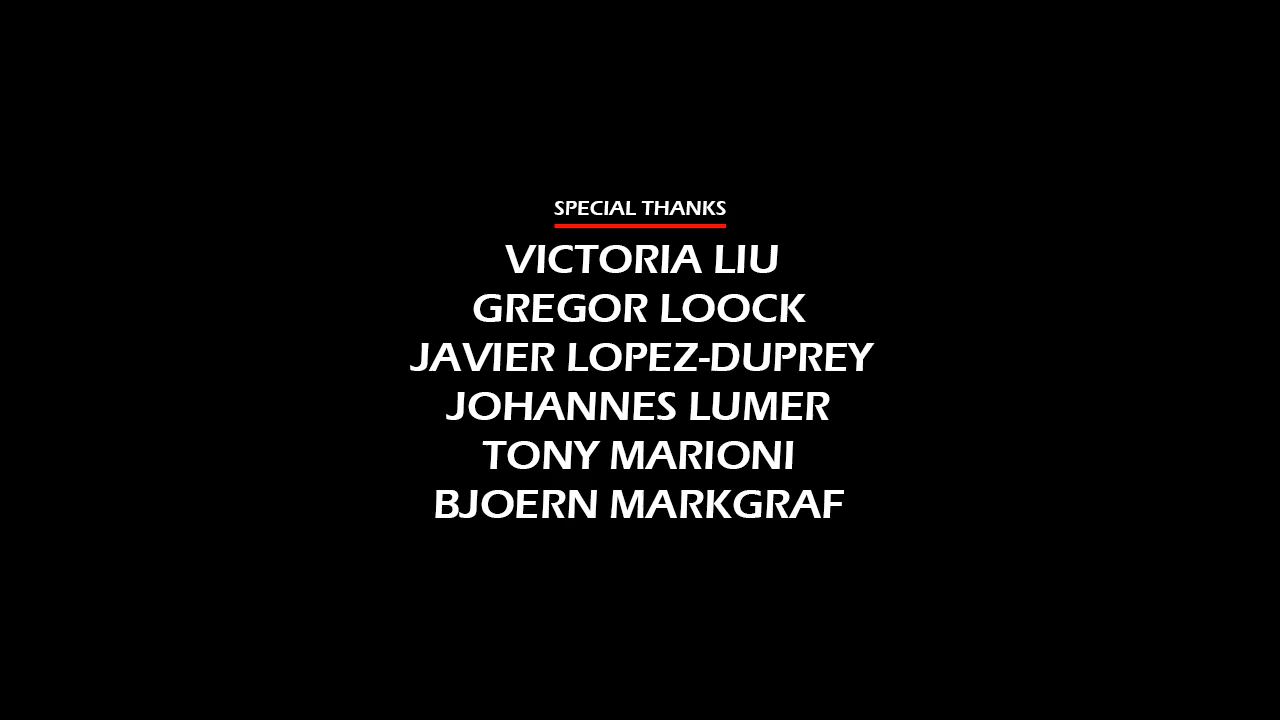 SPECIAL THANKS
VICTORIA LIU
GREGOR LOOCK
JAVIER LOPEZ-DUPREY
JOHANNES LUMER
TONY MARIONI
BJOERN MARKGRAF